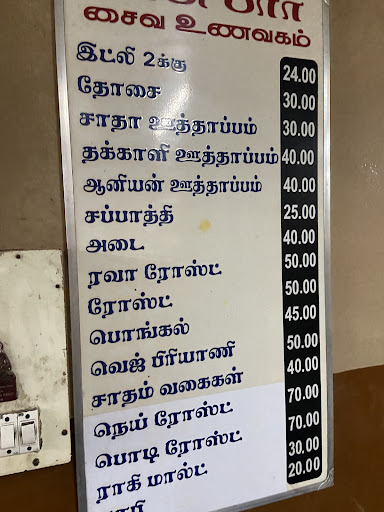 சைவ உணவகம்
இட்லி 2க்கு 24.00
தோசை 30.00
சாதா ஊத்தாப்பம் 30.00
தக்காளி ஊத்தாப்பம் 40.00
ஆனியன் ஊத்தாப்பம் 40.00
சப்பாத்தி 25.00
அடை 40.00
ரவா ரோஸ்ட் 50.00
ரோஸ்ட் 50.00
பொங்கல் 45.00
வெஜ் பிரியாணி 50.00
சாதம் வகைகள் 40.00
நெய் ரோஸ்ட் 70.00
பொடி ரோஸ்ட் 70.00
ராகி மால்ட் 30.00
20.00